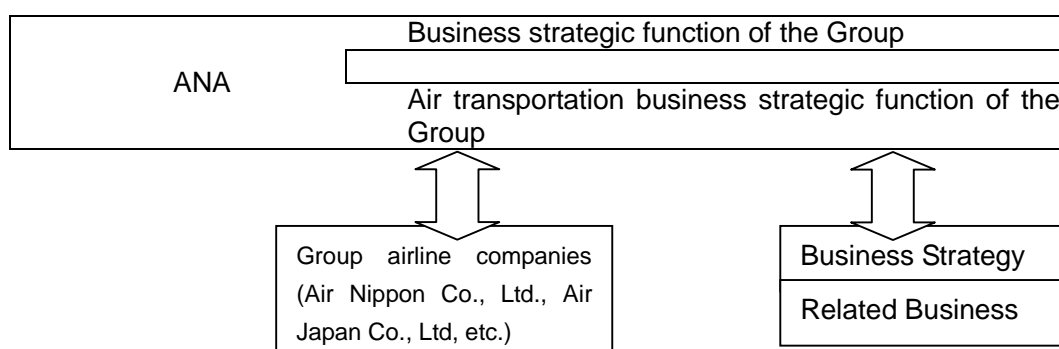 Business strategic function of the Group
ANA
Air transportation business strategic function of the
Group
Group airline companies
(Air Nippon Co., Ltd., Air
Japan Co., Ltd, etc.)
Business Strategy
Related Business